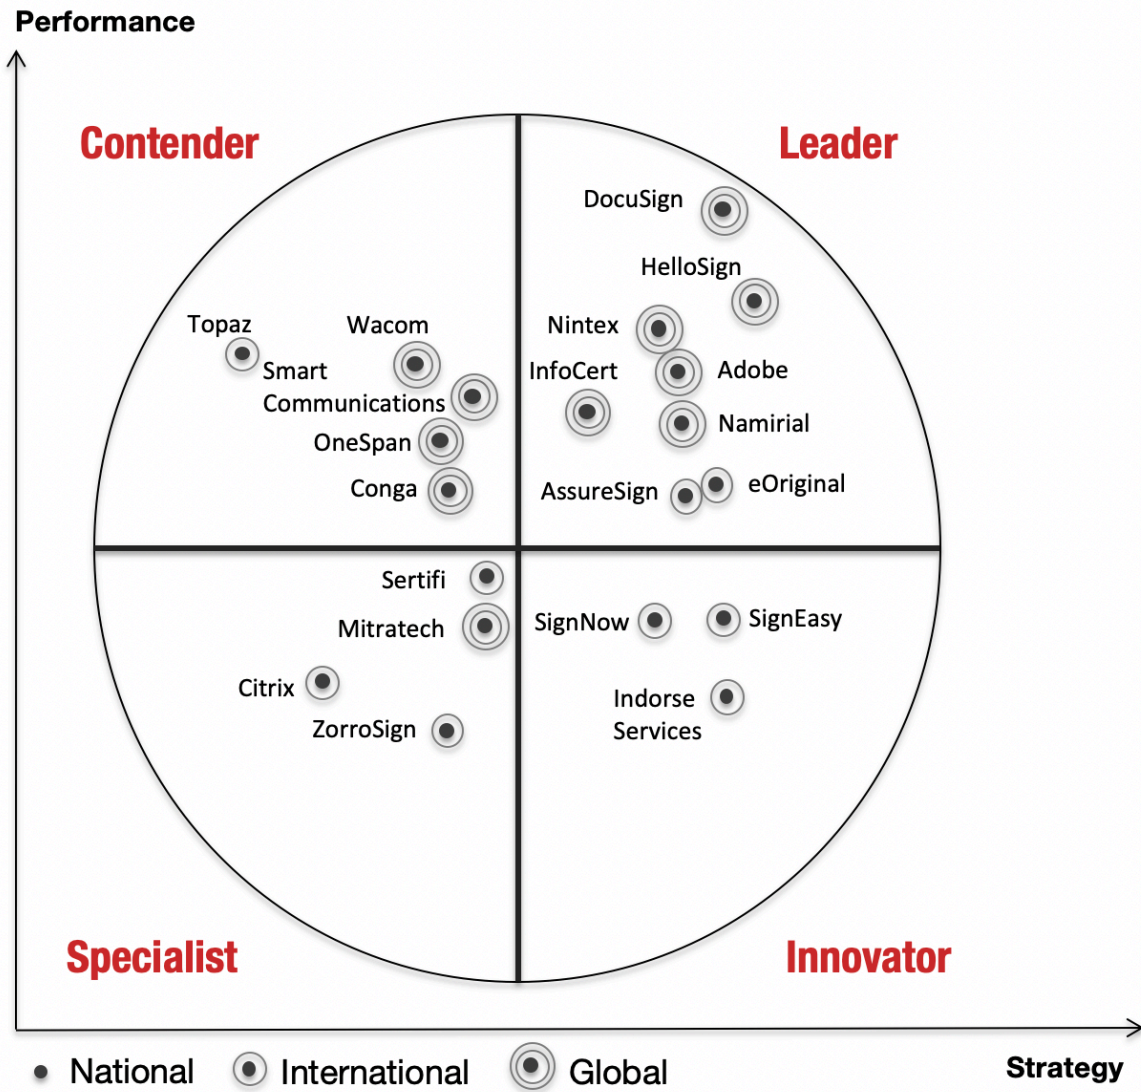 Performance
Contender
Leader
DocuSign
HelloSign
Topaz
Wacom
Nintex
Smart
Communications
InfoCert
Adobe
OneSpan
Namirial
Conga
AssureSign
eOriginal
Sertifi
Mitratech
SignNow
SignEasy
Citrix
ZorroSign
Indorse
Services
Specialist
Innovator
National
International
Global
Strategy